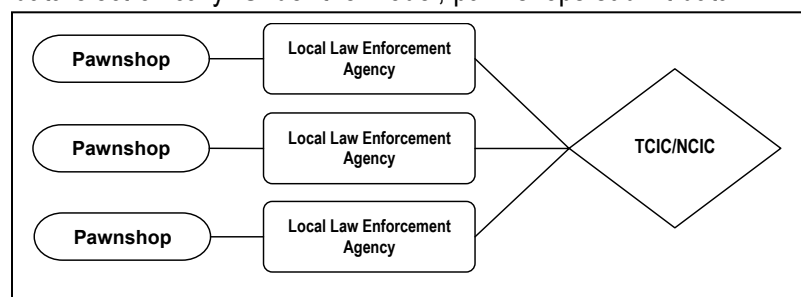 Pawnshop
Local Law Enforcement
Agency
Pawnshop
Local Law Enforcement
Agency
TCIC/NCIC
Pawnshop
Local Law Enforcement
Agency